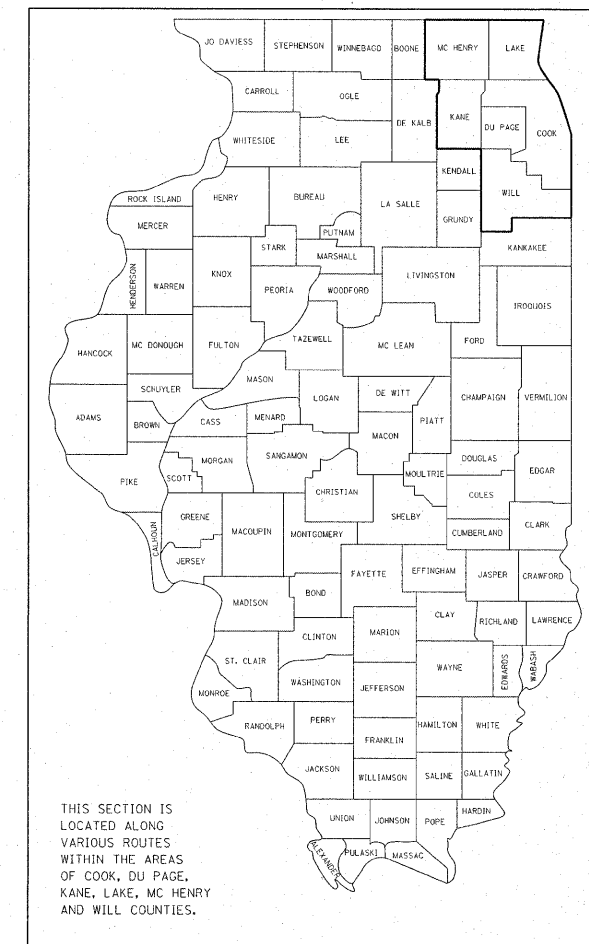 JO DAVIESS STEPHENSON WINNEBAGO BOONE MC HENRY LAKE
CARROLL OGLE DE KALB KANE DU PAGE COOK
WHITESIDE LEE
KENDALL WILL
ROCK ISLAND HENRY BUREAU LA SALLE GRUNDY
MERCER PUTNAM
STARK MARSHALL KANKAKEE
HENDERSON WARREN KNOX PEORIA WOODFORD LIVINGSTON IROQUOIS
HANCOCK MC DONOUGH FULTON TAZEWELL MC LEAN FORD
MASON
SCHUYLER LOGAN DE WITT CHAMPAIGN VERMILION
ADAMS BROWN CASS MENARD MACON PIATT
MORGAN SANGAMON DOUGLAS EDGAR
PIKE SCOTT CHRISTIAN MOULTRIE COLES
GREENE SHELBY
CALHOUN MACOUPIN MONTGOMERY CUMBERLAND CLARK
JERSEY
FAYETTE EFFINGHAM JASPER CRAWFORD
MADISON BOND
CLAY RICHLAND LAWRENCE
CLINTON MARION
ST. CLAIR WAYNE EDWARDS WABASH
WASHINGTON JEFFERSON
MONROE
RANDOLPH PERRY HAMILTON WHITE
FRANKLIN
JACKSON WILLIAMSON SALINE GALLATIN
UNION JOHNSON POPE HARDIN
ALEXANDER PULASKI MASSAC
THIS SECTION IS
LOCATED ALONG
VARIOUS ROUTES
WITHIN THE AREAS
OF COOK, DU PAGE,
KANE, LAKE, MC HENRY
AND WILL COUNTIES.